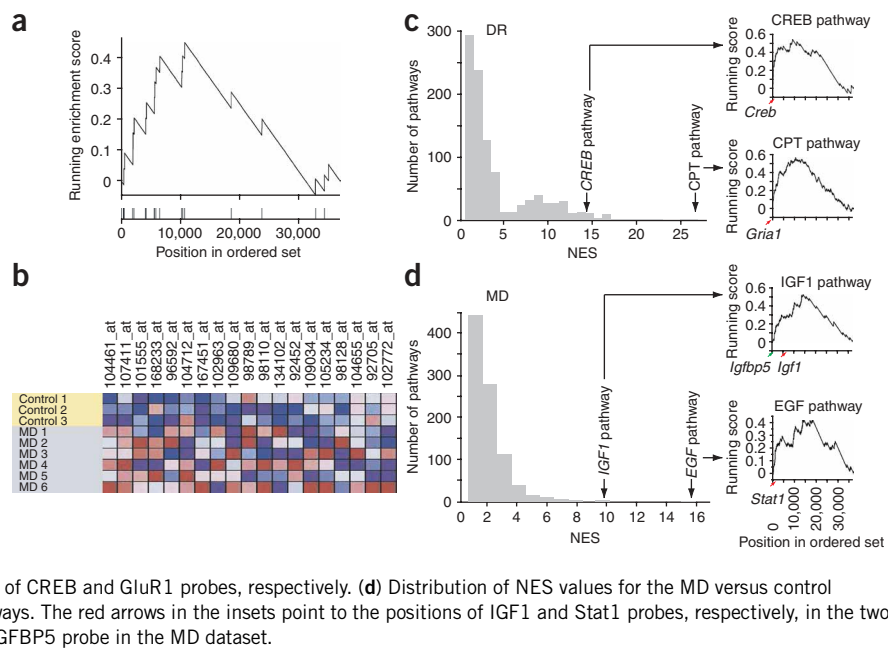 a
Running enrichment score
0.4
0.3
0.2
0.1
0
0 10,000 20,000 30,000
Position in ordered set
b
104461_at
107411_at
101555_at
168239_at
96592_at
104712_at
167451_at
102963_at
109680_at
98789_at
98110_at
134102_at
92452_at
109034_at
105234_at
98128_at
104655_at
92705_at
102772_at
Control 1
Control 2
Control 3
MD 1
MD 2
MD 3
MD 4
MD 5
MD 6
c
DR
Number of pathways
300
200
100
0
0 5 10 15 20 25
NES
CREB pathway
CPT pathway
CREB pathway
Running score
0.6
0.4
0.2
0
Creb
CPT pathway
Running score
0.6
0.4
0.2
0
Gria1
d
MD
Number of pathways
400
300
200
100
0
0 2 4 6 8 10 12 14 16
NES
IGF1 pathway
EGF pathway
IGF1 pathway
Running score
0.6
0.4
0.2
0
Igfbp5 Igf1
EGF pathway
Running score
0.4
0.3
0.2
0.1
0
Stat1
0 10,000 20,000 30,000
Position in ordered set
of CREB and GluR1 probes, respectively. (d) Distribution of NES values for the MD versus control
ways. The red arrows in the insets point to the positions of IGF1 and Stat1 probes, respectively, in the two
GFBP5 probe in the MD dataset.